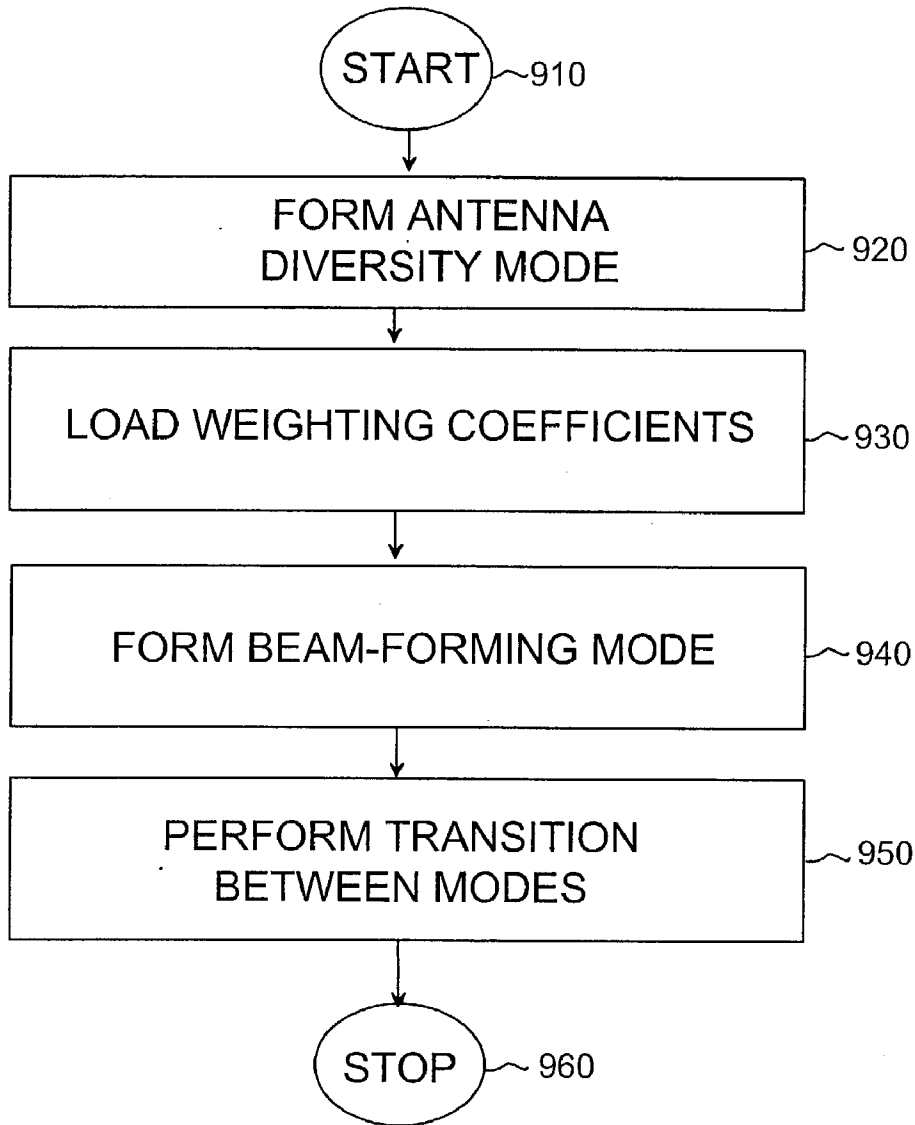 START
910
FORM ANTENNA
DIVERSITY MODE
920
LOAD WEIGHTING COEFFICIENTS
930
FORM BEAM-FORMING MODE
940
PERFORM TRANSITION
BETWEEN MODES
950
STOP
960